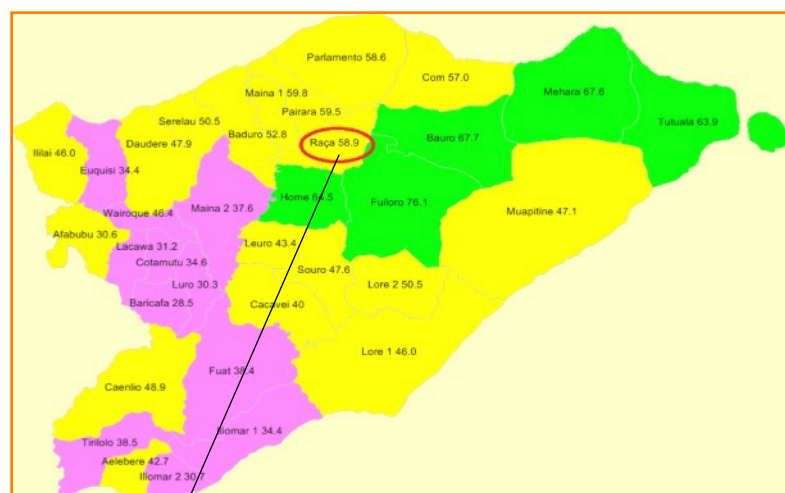 Parlamento 58.6
Com 57.0
Maina 1 59.8
Mehara 67.6
Pairara 59.5
Serelau 50.5
Tutuala 63.9
Baduro 52.8
Bauro 67.7
Raça 58.9
Daudere 47.9
Ililai 46.0
Euquisi 34.4
Home 64.5
Fulloro 76.1
Maina 2 37.6
Wairoque 46.4
Muapitine 47.1
Afabubu 30.6
Lacawa 31.2
Leuro 43.4
Cotamutu 34.6
Souro 47.6
Luro 30.3
Lore 2 50.5
Baricafa 28.5
Cacavei 40
Lore 1 46.0
Fuat 38.4
Caenlio 48.9
Iliomar 1 34.4
Tirilolo 38.5
Aelebere 42.7
Iliomar 2 30.7